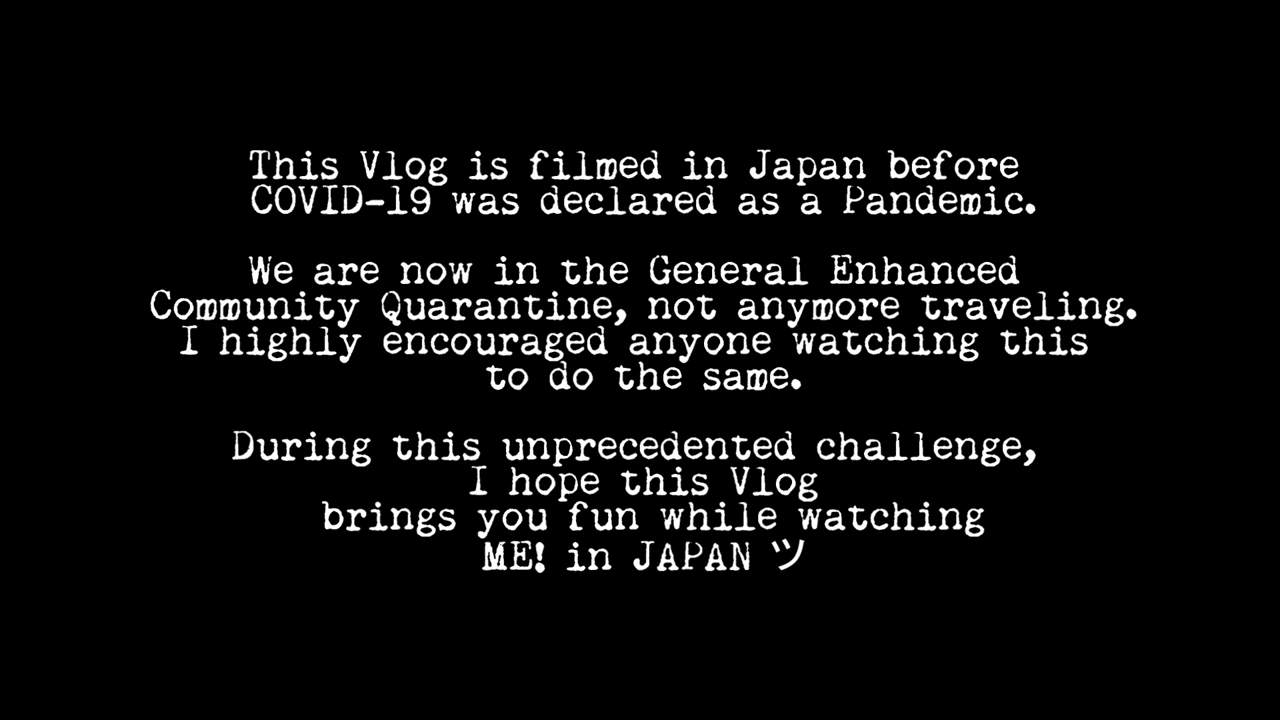 This Vlog is filmed in Japan before
COVID-19 was declared as a Pandemic.
We are now in the General Enhanced
Community Quarantine, not anymore traveling.
I highly encouraged anyone watching this
to do the same.
During this unprecedented challenge,
I hope this Vlog
brings you fun while watching
ME! in JAPAN ツ